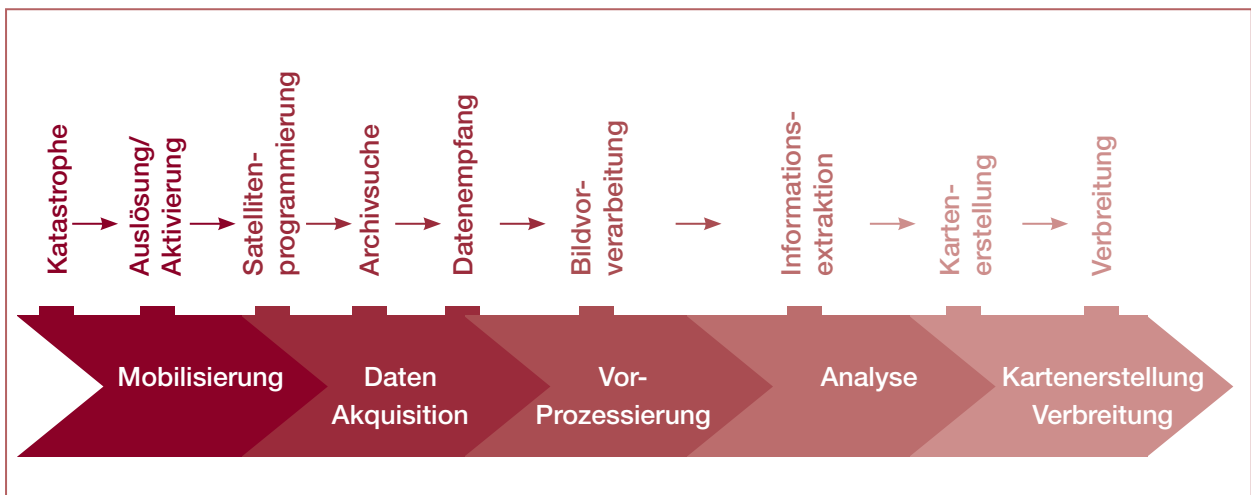 Katastrophe
Auslösung/
Aktivierung
Satelliten-
programmierung
Archivsuche
Datenempfang
Bildvor-
verarbeitung
Informations-
extraktion
Karten-
erstellung
Verbreitung
Mobilisierung
Daten
Akquisition
Vor-
Prozessierung
Analyse
Kartenerstellung
Verbreitung